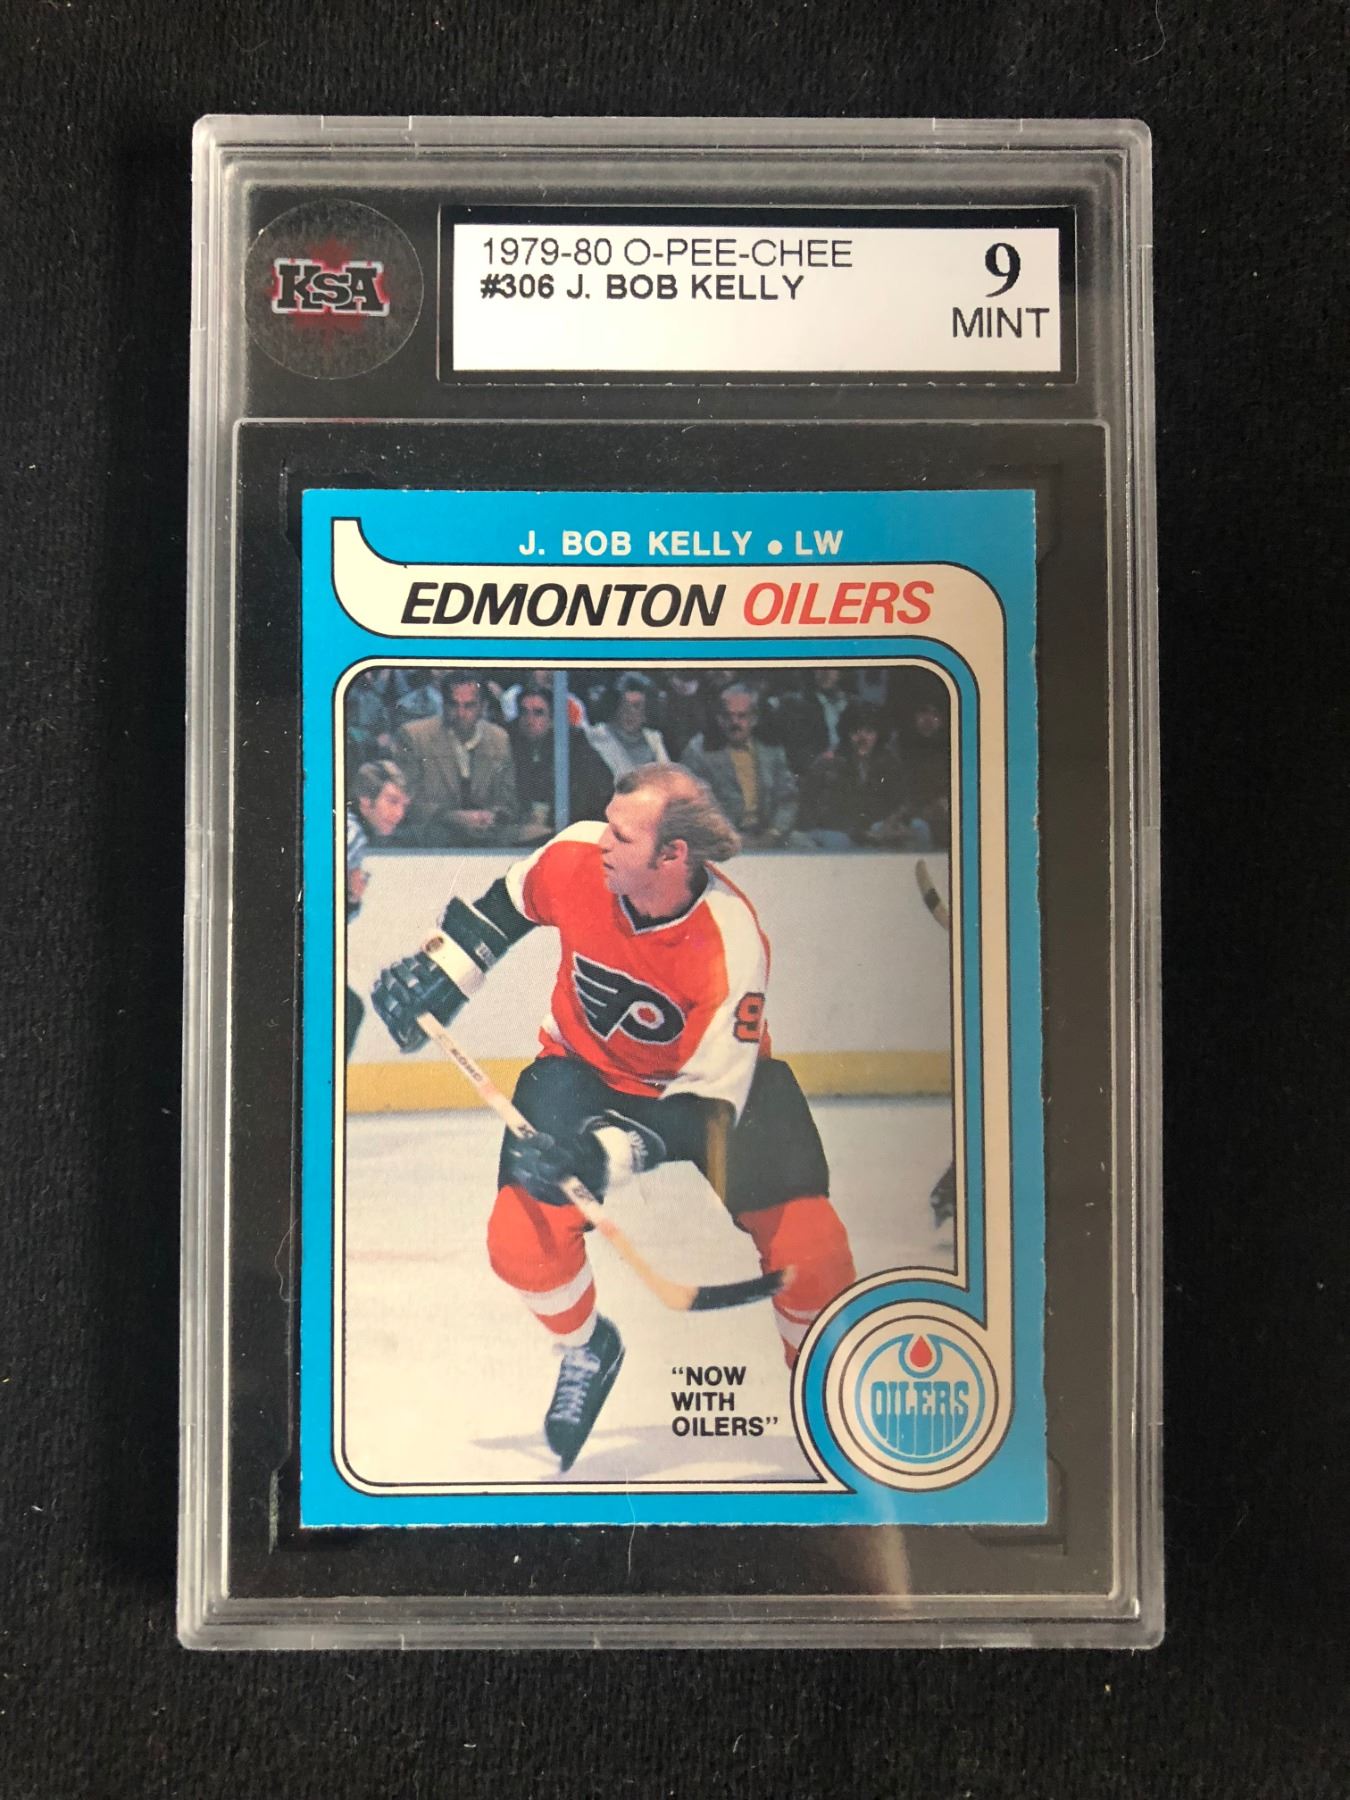 KSA
1979-80 O-PEE-CHEE
#306 J. BOB KELLY
9
MINT
J. BOB KELLY • LW
EDMONTON OILERS
9
"NOW
WITH
OILERS"
OILERS